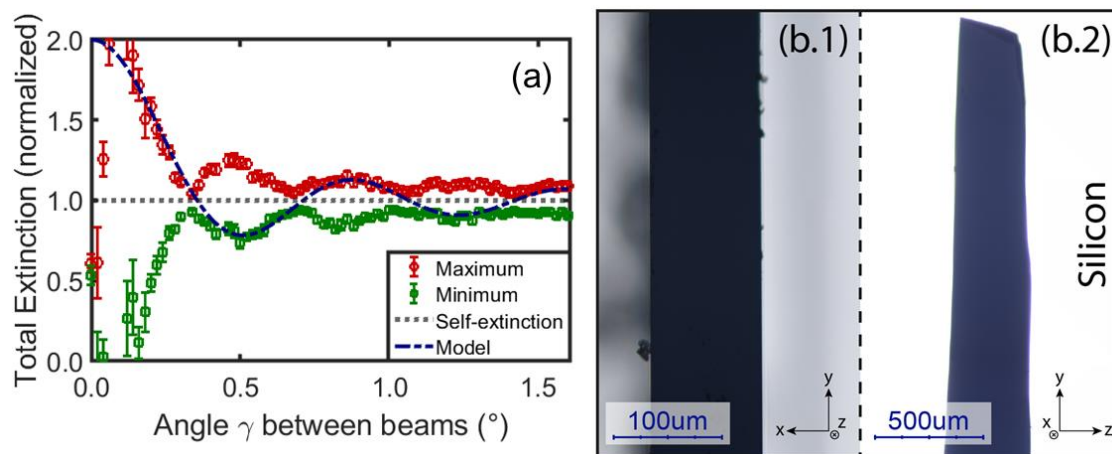 2.0
1.5
1.0
0.5
0.0
Total Extinction (normalized)
(a)
Maximum
Minimum
Self-extinction
Model
0.0 0.5 1.0 1.5
Angle γ between beams (°)
(b.1)
100um
y
x z
(b.2)
500um
y
x z
Silicon